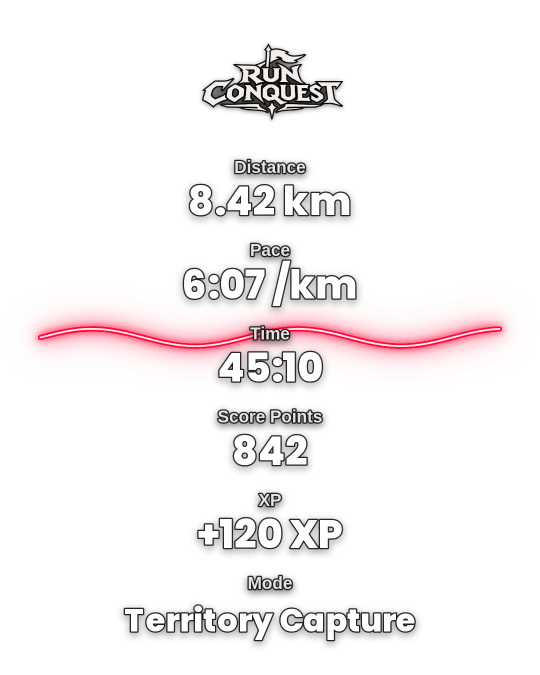 RUN
CONQUEST
Distance
8.42 km
Pace
6:07 /km
Time
45:10
Score Points
842
XP
+120 XP
Mode
Territory Capture